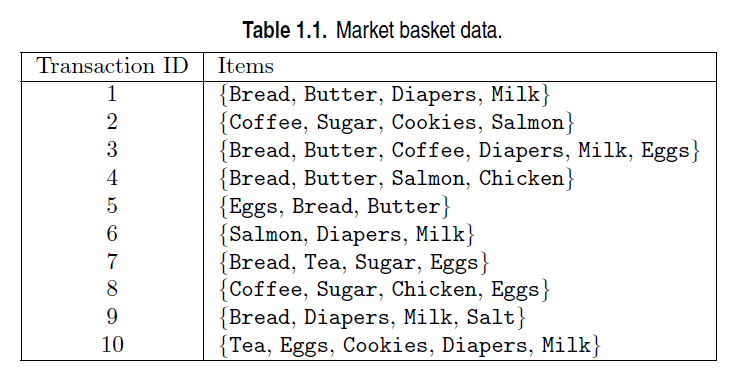 Table 1.1. Market basket data.
Transaction ID Items
1 {Bread, Butter, Diapers, Milk}
2 {Coffee, Sugar, Cookies, Salmon}
3 {Bread, Butter, Coffee, Diapers, Milk, Eggs}
4 {Bread, Butter, Salmon, Chicken}
5 {Eggs, Bread, Butter}
6 {Salmon, Diapers, Milk}
7 {Bread, Tea, Sugar, Eggs}
8 {Coffee, Sugar, Chicken, Eggs}
9 {Bread, Diapers, Milk, Salt}
10 {Tea, Eggs, Cookies, Diapers, Milk}